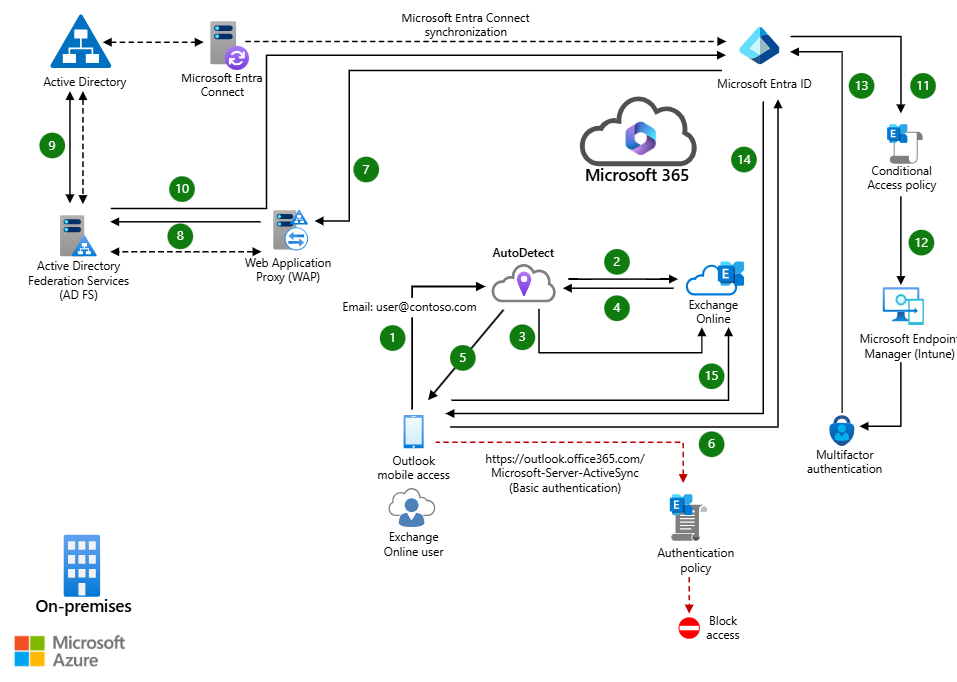 Microsoft Entra Connect
synchronization
Active Directory
Microsoft Entra
Connect
Microsoft Entra ID
13
11
9
14
7
Microsoft 365
Conditional
Access policy
10
8
12
Active Directory
Federation Services
(AD FS)
Web Application
Proxy (WAP)
AutoDetect
2
Email: user@contoso.com
4
Exchange
Online
1
3
5
Microsoft Endpoin
Manager (Intune)
15
6
Outlook
mobile access
https://outlook.office365.com/
Microsoft-Server-ActiveSync
(Basic authentication)
Multifactor
authentication
E
E
E
Exchange
Online user
Authentication
policy
On-premises
Block
access
Microsoft
Azure